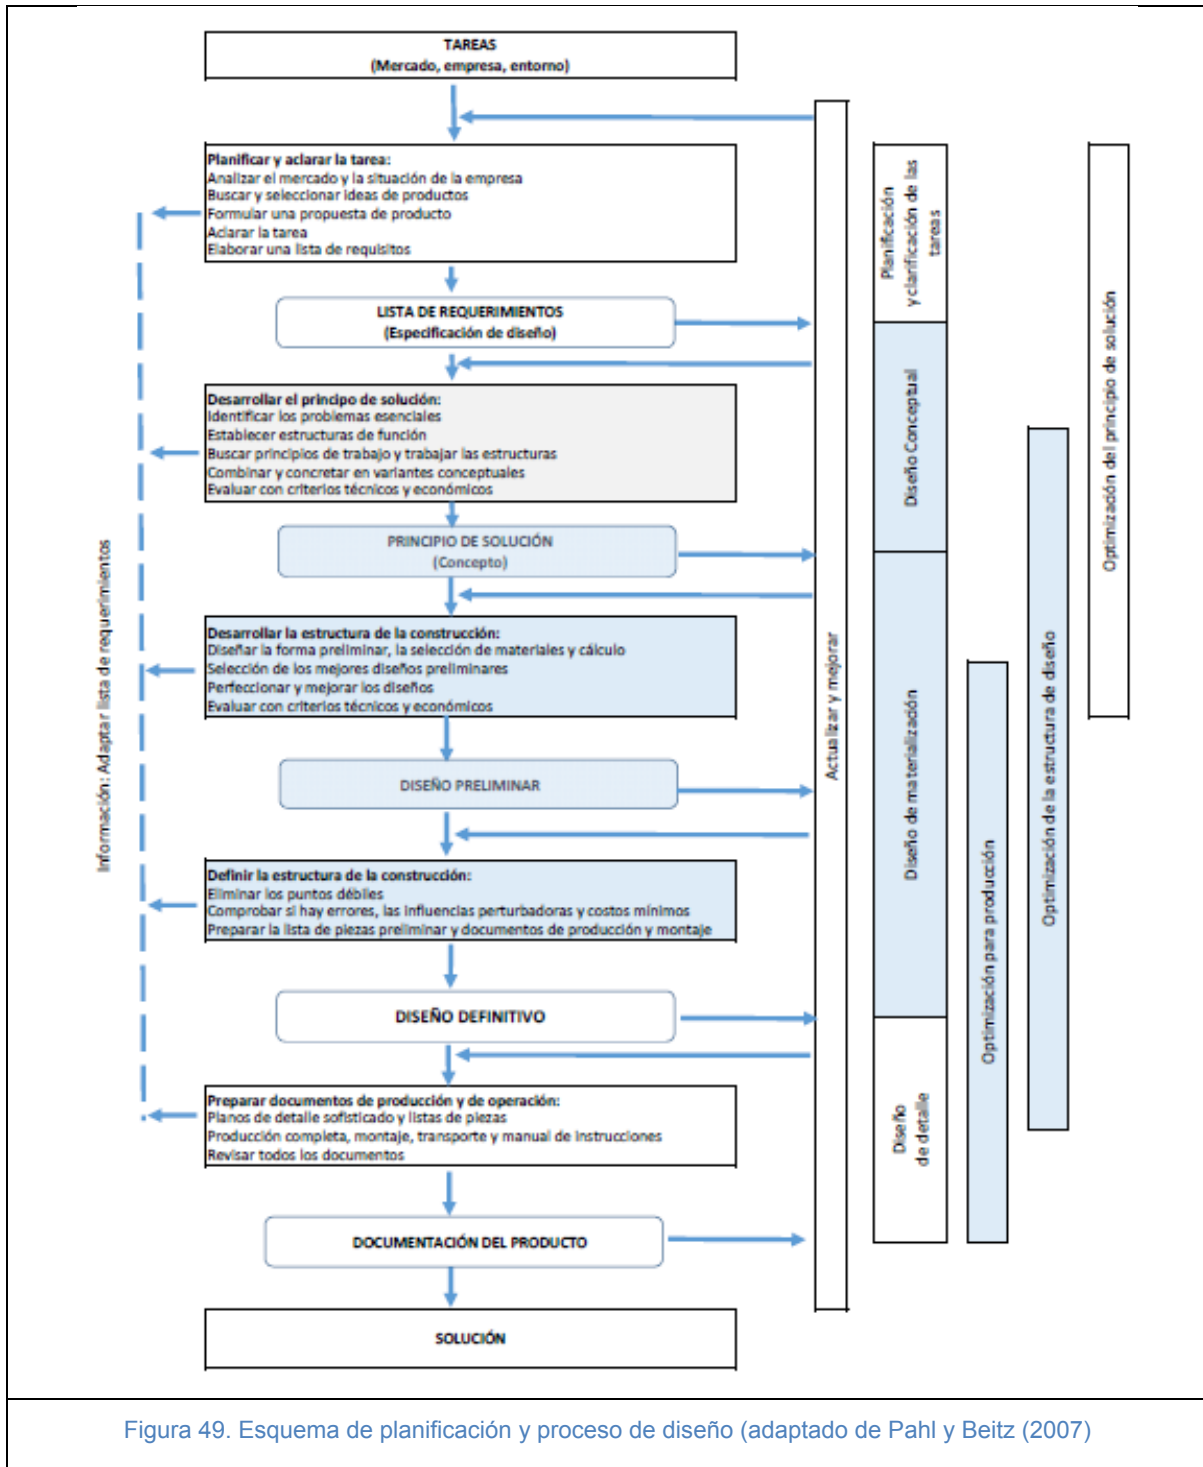 TAREAS
(Mercado, empresa, entorno)
Planificar y aclarar la tarea:
Analizar el mercado y la situación de la empresa
Buscar y seleccionar ideas de productos
Formular una propuesta de producto
Aclarar la tarea
Elaborar una lista de requisitos
LISTA DE REQUERIMIENTOS
(Especificación de diseño)
Desarrollar el principo de solución:
Identificar los problemas esenciales
Establecer estructuras de función
Buscar principios de trabajo y trabajar las estructuras
Combinar y concretar en variantes conceptuales
Evaluar con criterios técnicos y económicos
PRINCIPIO DE SOLUCIÓN
(Concepto)
Desarrollar la estructura de la construcción:
Diseñar la forma preliminar, la selección de materiales y cálculo
Selección de los mejores diseños preliminares
Perfeccionar y mejorar los diseños
Evaluar con criterios técnicos y económicos
DISEÑO PRELIMINAR
Definir la estructura de la construcción:
Eliminar los puntos débiles
Comprobar si hay errores, las influencias perturbadoras y costos mínimos
Preparar la lista de piezas preliminar y documentos de producción y montaje
DISEÑO DEFINITIVO
Preparar documentos de producción y de operación:
Planos de detalle sofisticado y listas de piezas
Producción completa, montaje, transporte y manual de instrucciones
Revisar todos los documentos
DOCUMENTACIÓN DEL PRODUCTO
SOLUCIÓN
Información: Adaptar lista de requerimientos
Actualizar y mejorar
Planificación
y clarificación de las
tareas
Diseño Conceptual
Diseño de materialización
Diseño
de detalle
Optimización para producción
Optimización de la estructura de diseño
Optimización del principio de solución
Figura 49. Esquema de planificación y proceso de diseño (adaptado de Pahl y Beitz (2007)